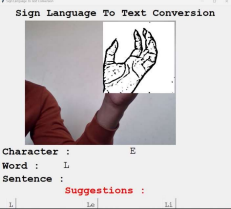 Sign Language To Text Conversion
Character : E
Word : L
Sentence :
Suggestions :
L Le Li